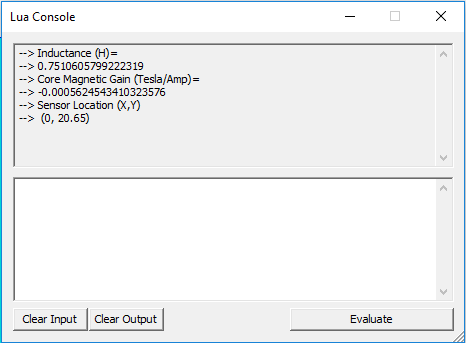 Lua Console
--> Inductance (H)=
--> 0.7510605799222319
--> Core Magnetic Gain (Tesla/Amp)=
--> -0.0005624543410323576
--> Sensor Location (X,Y)
-->  (0, 20.65)
Clear Input Clear Output Evaluate